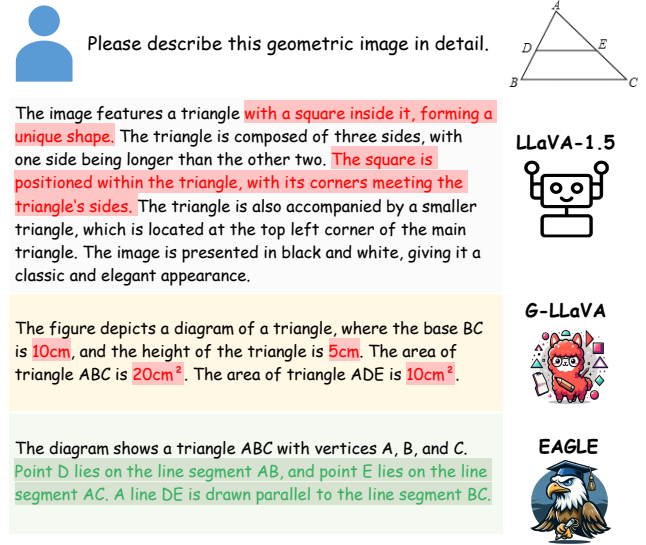 Please describe this geometric image in detail.
A
D
E
B
C
The image features a triangle with a square inside it, forming a
unique shape. The triangle is composed of three sides, with
one side being longer than the other two. The square is
positioned within the triangle, with its corners meeting the
triangle's sides. The triangle is also accompanied by a smaller
triangle, which is located at the top left corner of the main
triangle. The image is presented in black and white, giving it a
classic and elegant appearance.
LLaVA-1.5
The figure depicts a diagram of a triangle, where the base BC
is 10cm, and the height of the triangle is 5cm. The area of
triangle ABC is 20cm². The area of triangle ADE is 10cm².
G-LLaVA
The diagram shows a triangle ABC with vertices A, B, and C.
Point D lies on the line segment AB, and point E lies on the line
segment AC. A line DE is drawn parallel to the line segment BC.
EAGLE